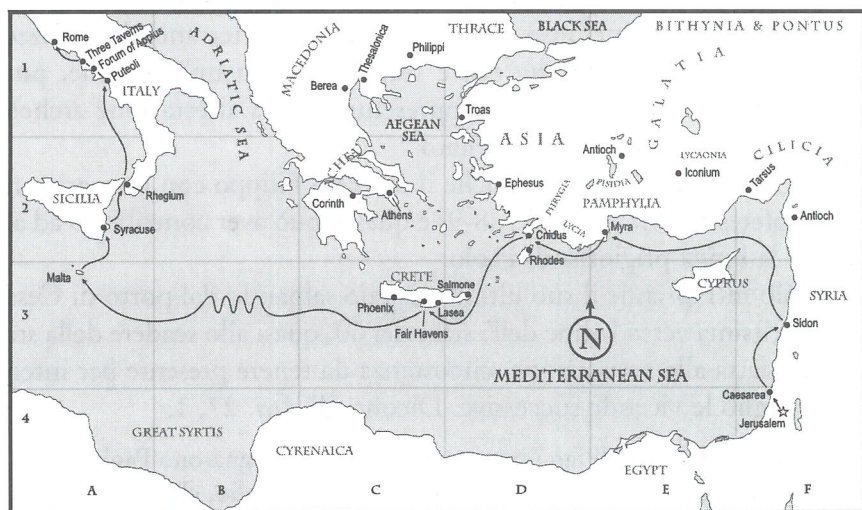 THRACE
BLACK SEA
BITHYNIA & PONTUS
Rome
Three Taverns
Forum of Appius
Puteoli
ITALY
ADRIATIC SEA
MACEDONIA
Thesalonica
Philippi
Berea
Troas
AEGEAN
SEA
ASIA
GALATIA
Antioch
LYCAONIA
Iconium
PISIDIA
PHRYGIA
PAMPHYLIA
LYCIA
CILICIA
Tarsus
Antioch
Ephesus
Corinth
Athens
SICILIA
Rhegium
Syracuse
Malta
Cnidus
Rhodes
Myra
CYPRUS
SYRIA
CRETE
Salmone
Phoenix
Lasea
Fair Havens
?
N
MEDITERRANEAN SEA
Sidon
Caesarea
Jerusalem
GREAT SYRTIS
CYRENAICA
EGYPT
1
2
3
4
A B C D E F